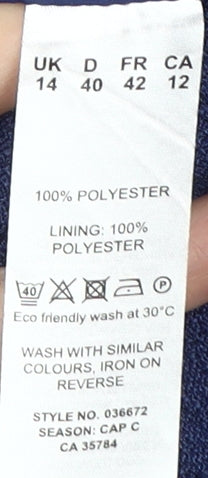 UK D FR CA
14 40 42 12
100% POLYESTER
LINING: 100%
POLYESTER
40 P
Eco friendly wash at 30°C
WASH WITH SIMILAR
COLOURS, IRON ON
REVERSE
STYLE NO. 036672
SEASON: CAP C
CA 35784